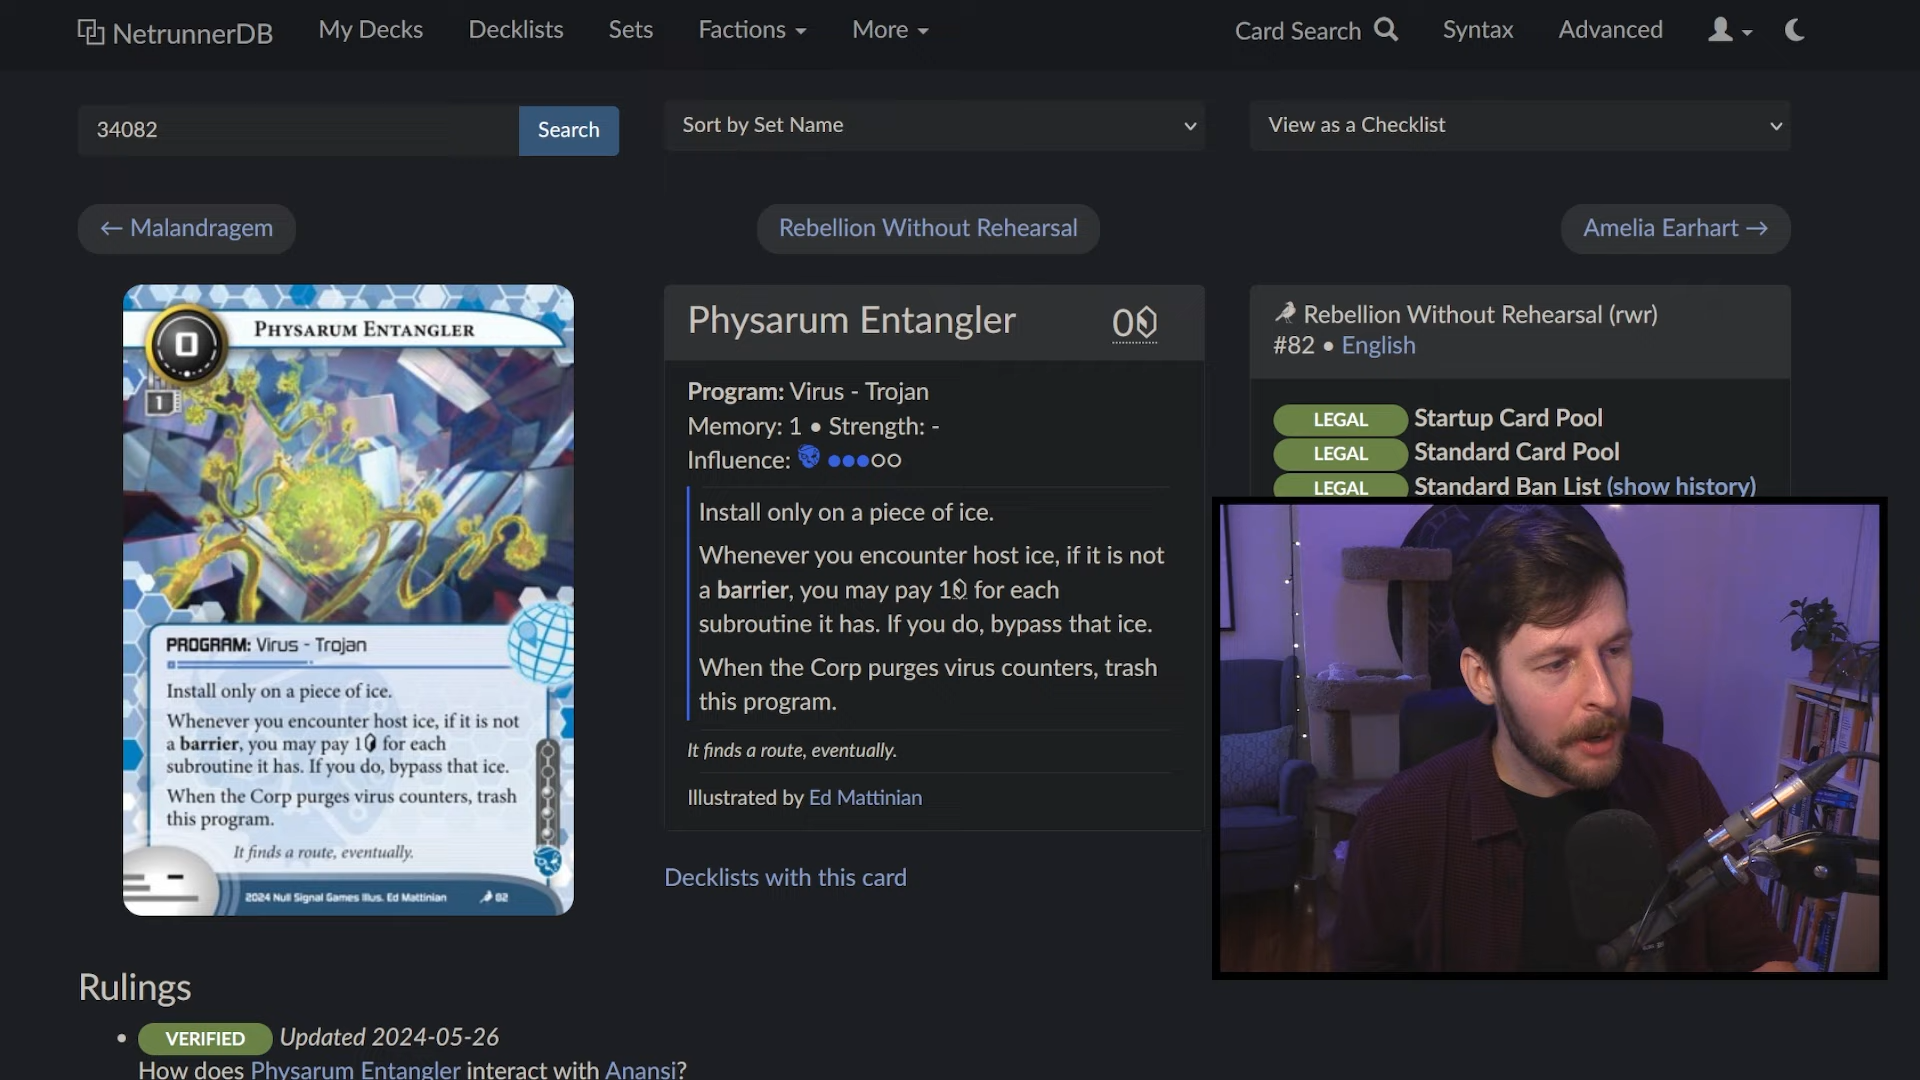 NetrunnerDB
My Decks
Decklists
Sets
Factions
More
Card Search
Syntax
Advanced
34082
Search
Sort by Set Name
View as a Checklist
← Malandragem
Rebellion Without Rehearsal
Amelia Earhart →
0
PHYSARUM ENTANGLER
1
PROGRAM: Virus - Trojan
Install only on a piece of ice.
Whenever you encounter host ice, if it is not
a barrier, you may pay 1 for each
subroutine it has. If you do, bypass that ice.
When the Corp purges virus counters, trash
this program.
It finds a route, eventually.
-
2024 Null Signal Games Illus. Ed Mattinian
82
Physarum Entangler
0
Program: Virus - Trojan
Memory: 1 • Strength: -
Influence:
Install only on a piece of ice.
Whenever you encounter host ice, if it is not
a barrier, you may pay 1 for each
subroutine it has. If you do, bypass that ice.
When the Corp purges virus counters, trash
this program.
It finds a route, eventually.
Illustrated by Ed Mattinian
Decklists with this card
Rebellion Without Rehearsal (rwr)
#82 • English
LEGAL Startup Card Pool
LEGAL Standard Card Pool
LEGAL Standard Ban List (show history)
Rulings
• VERIFIED Updated 2024-05-26
How does Physarum Entangler interact with Anansi?